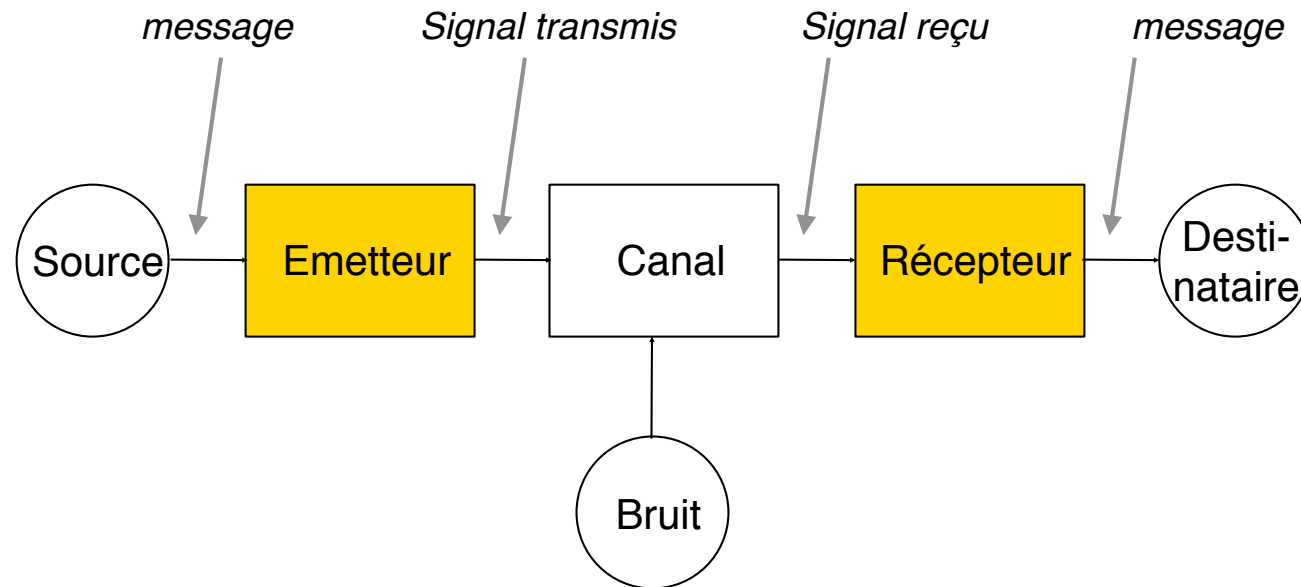 message Signal transmis Signal reçu message
Source Emetteur Canal Récepteur Desti-
nataire
Bruit